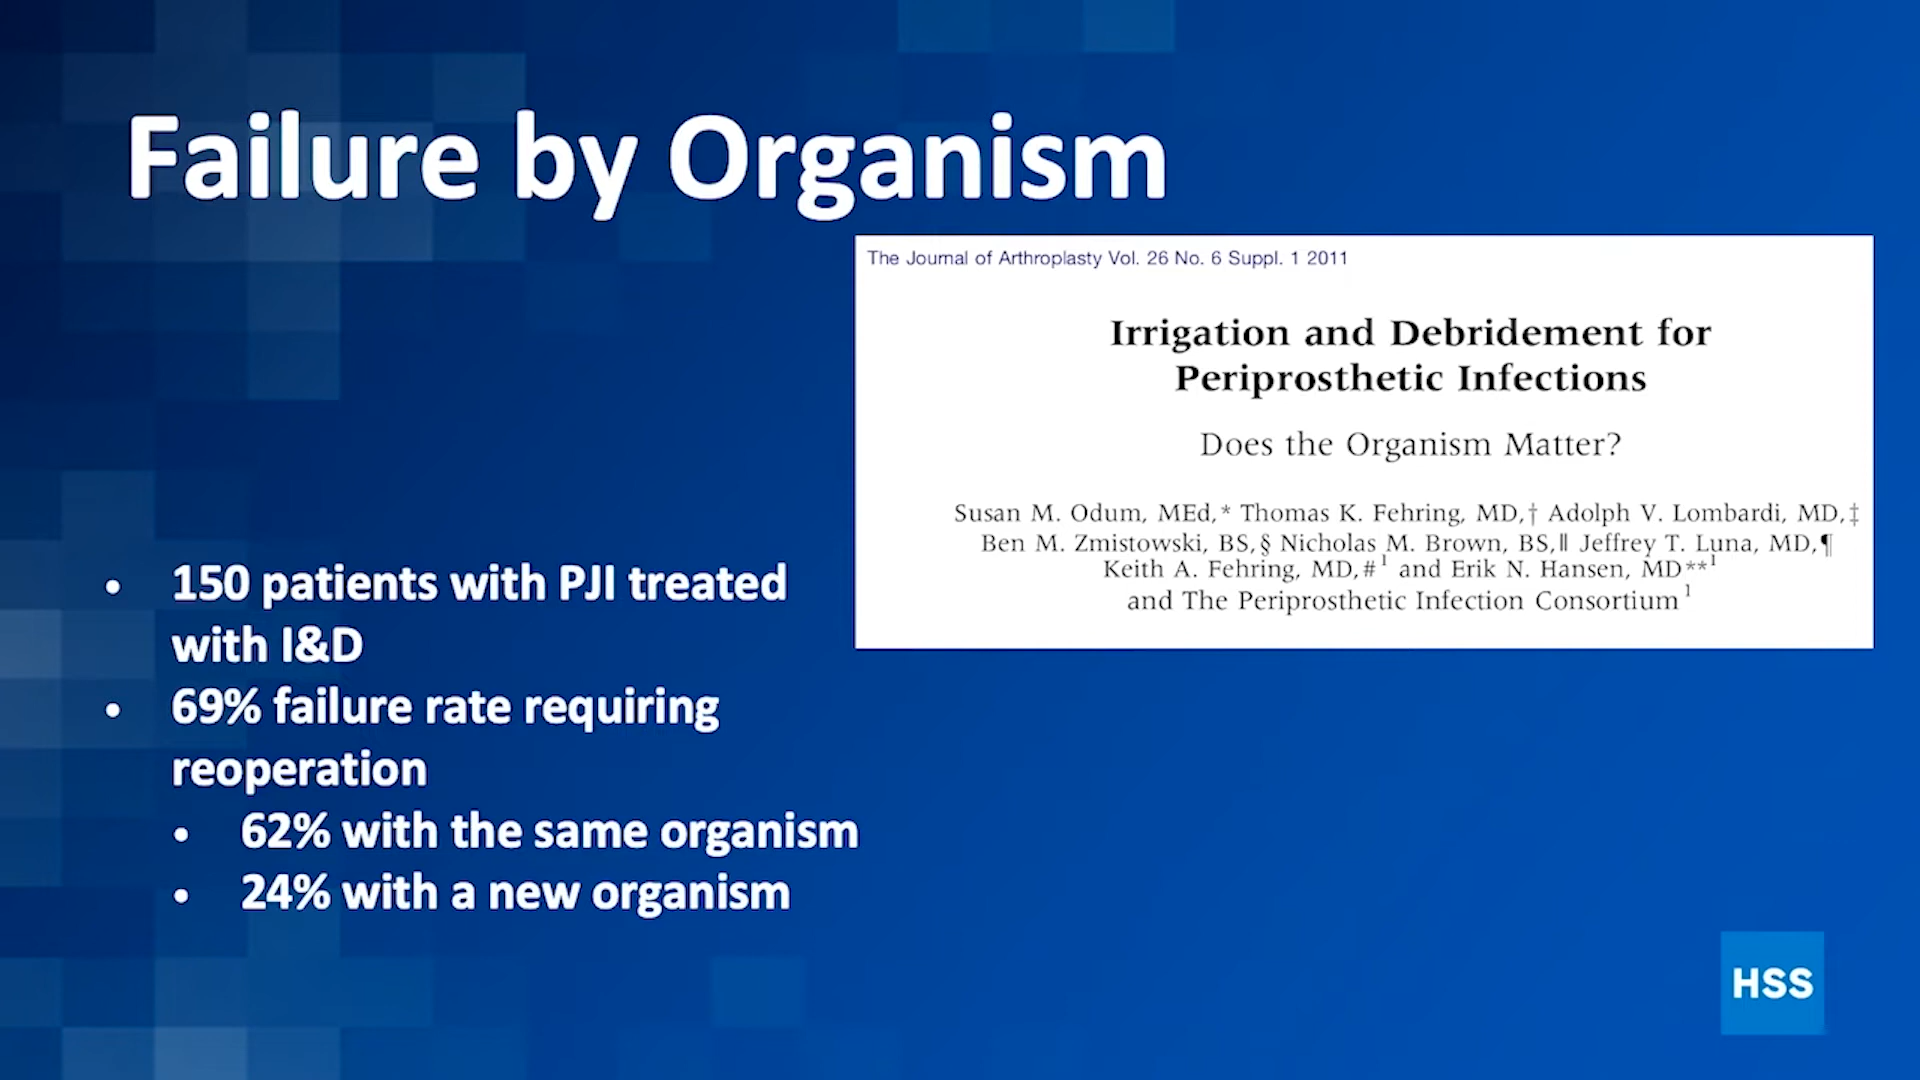 Failure by Organism
The Journal of Arthroplasty Vol. 26 No. 6 Suppl. 1 2011
Irrigation and Debridement for
Periprosthetic Infections
Does the Organism Matter?
Susan M. Odum, MEd,* Thomas K. Fehring, MD,† Adolph V. Lombardi, MD,‡
Ben M. Zmistowski, BS,§ Nicholas M. Brown, BS,‖ Jeffrey T. Luna, MD,¶
Keith A. Fehring, MD,#¹ and Erik N. Hansen, MD**¹
and The Periprosthetic Infection Consortium¹
• 150 patients with PJI treated
with I&D
• 69% failure rate requiring
reoperation
• 62% with the same organism
• 24% with a new organism
HSS